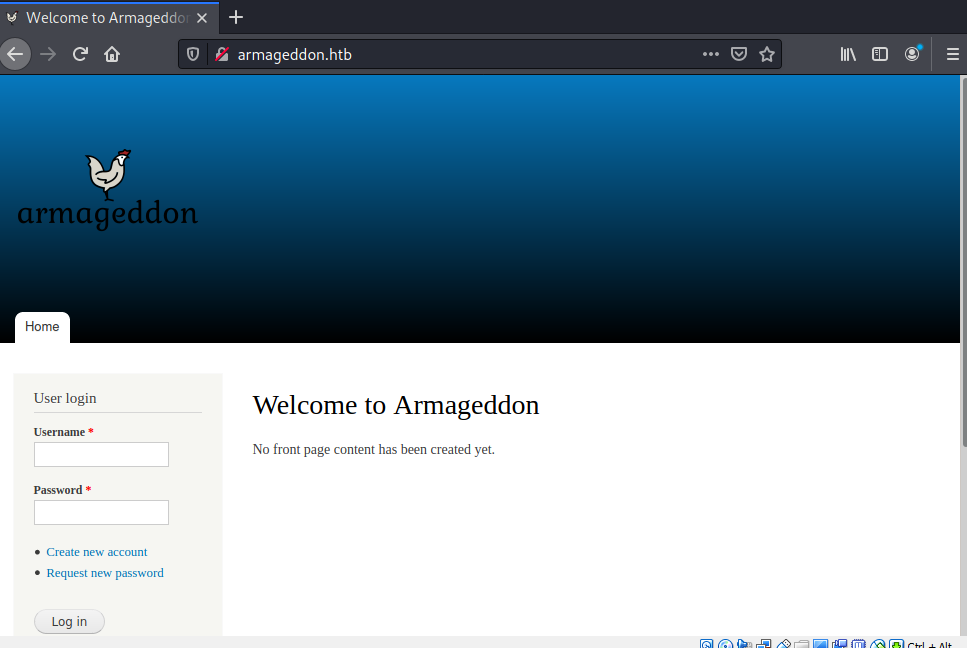 Welcome to Armageddon
armageddon.htb
armageddon
Home
User login
Welcome to Armageddon
Username *
No front page content has been created yet.
Password *
Create new account
Request new password
Log in
Ctrl + Alt